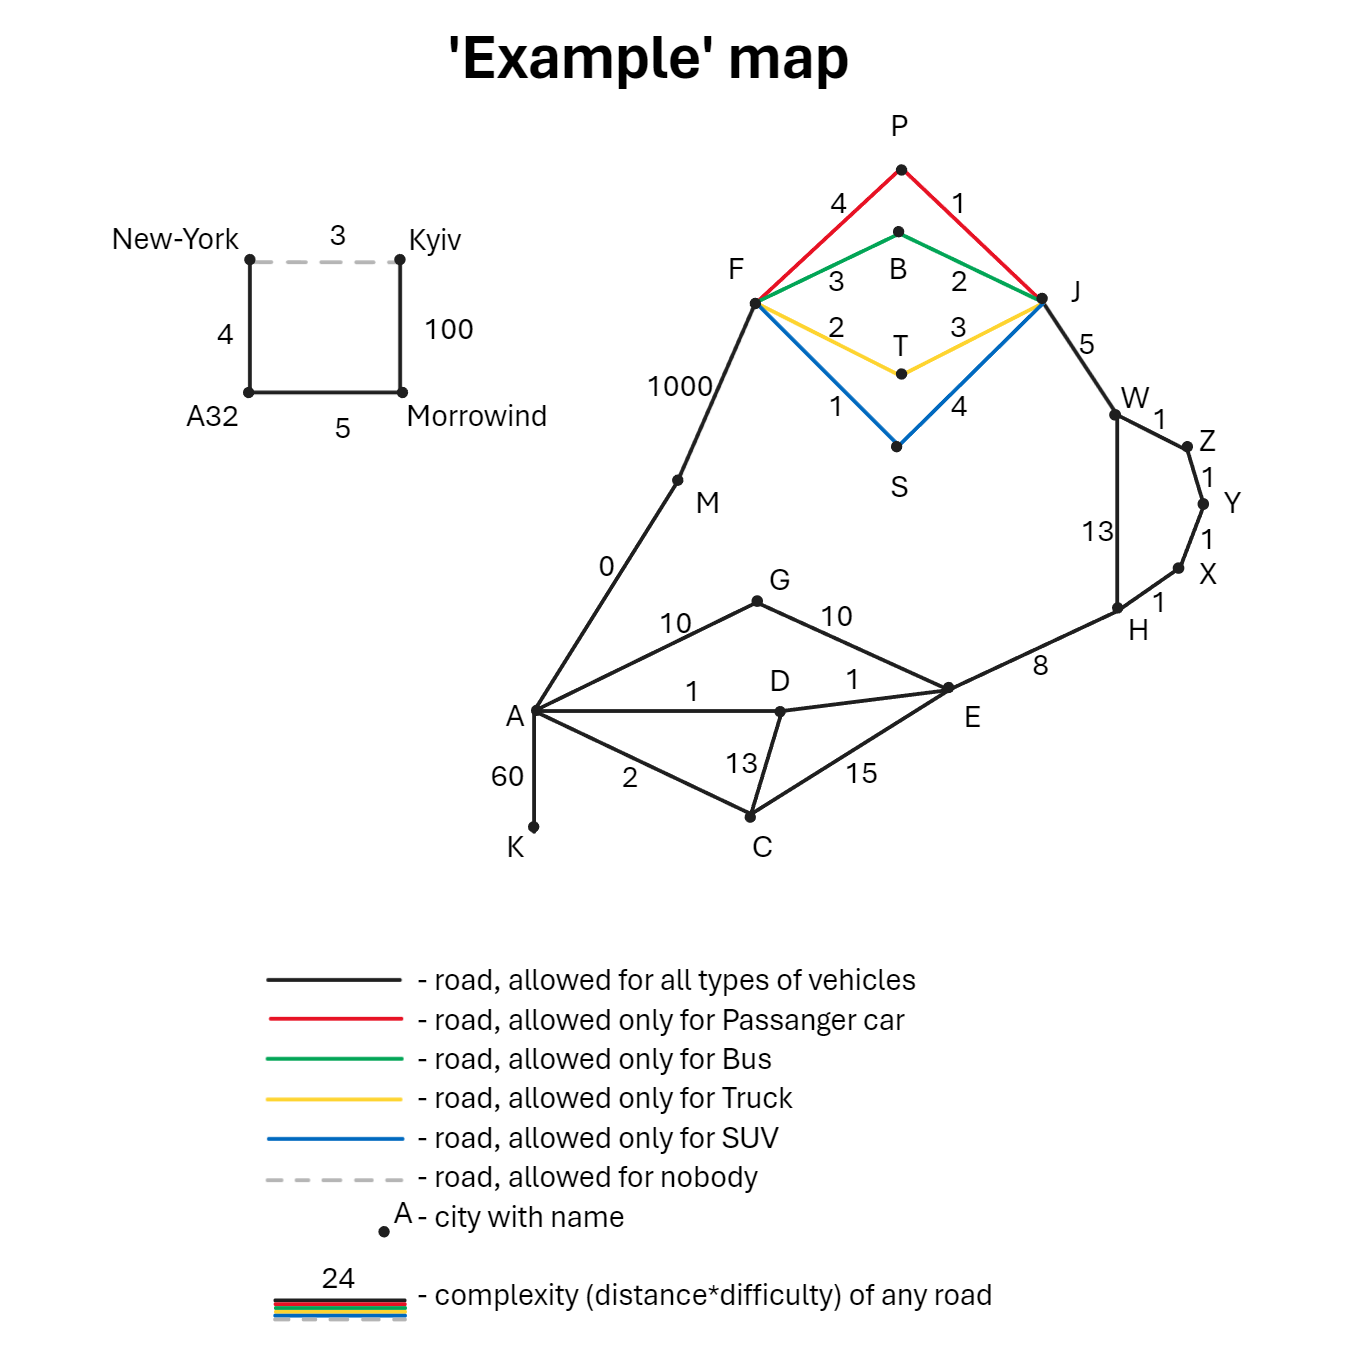 'Example' map
P
4
1
New-York
3
Kyiv
F
B
3
2
J
4
100
2
T
3
5
1000
1
4
A32
5
Morrowind
W
1
Z
S
1
Y
M
13
1
0
X
G
1
10
10
H
8
D
1
1
A
E
13
60
2
15
K
C
- road, allowed for all types of vehicles
- road, allowed only for Passanger car
- road, allowed only for Bus
- road, allowed only for Truck
- road, allowed only for SUV
- road, allowed for nobody
A - city with name
24
- complexity (distance*difficulty) of any road